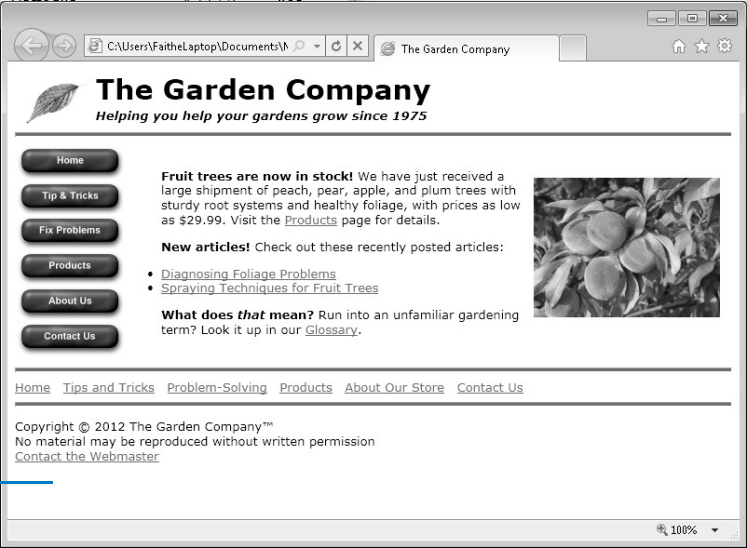 C:\Users\FaitheLaptop\Documents\
The Garden Company
The Garden Company
Helping you help your gardens grow since 1975
Home
Tip & Tricks
Fix Problems
Products
About Us
Contact Us
Fruit trees are now in stock! We have just received a
large shipment of peach, pear, apple, and plum trees with
sturdy root systems and healthy foliage, with prices as low
as $29.99. Visit the Products page for details.
New articles! Check out these recently posted articles:
• Diagnosing Foliage Problems
• Spraying Techniques for Fruit Trees
What does that mean? Run into an unfamiliar gardening
term? Look it up in our Glossary.
Home Tips and Tricks Problem-Solving Products About Our Store Contact Us
Copyright © 2012 The Garden Company™
No material may be reproduced without written permission
Contact the Webmaster
100%